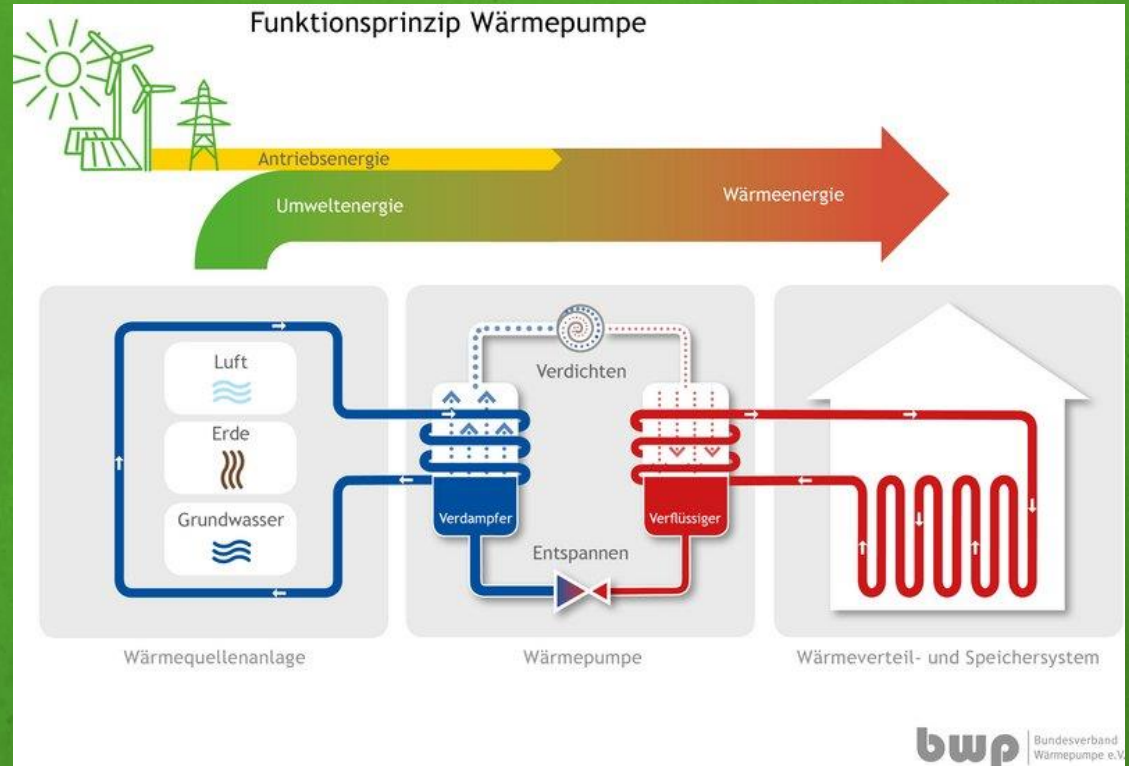 Funktionsprinzip Wärmepumpe
Antriebsenergie
Umweltenergie
Wärmeenergie
Luft
Erde
Grundwasser
Verdichten
Verdampfer
Verflüssiger
Entspannen
Wärmequellenanlage
Wärmepumpe
Wärmeverteil- und Speichersystem
bwp
Bundesverband
Wärmepumpe e.V.